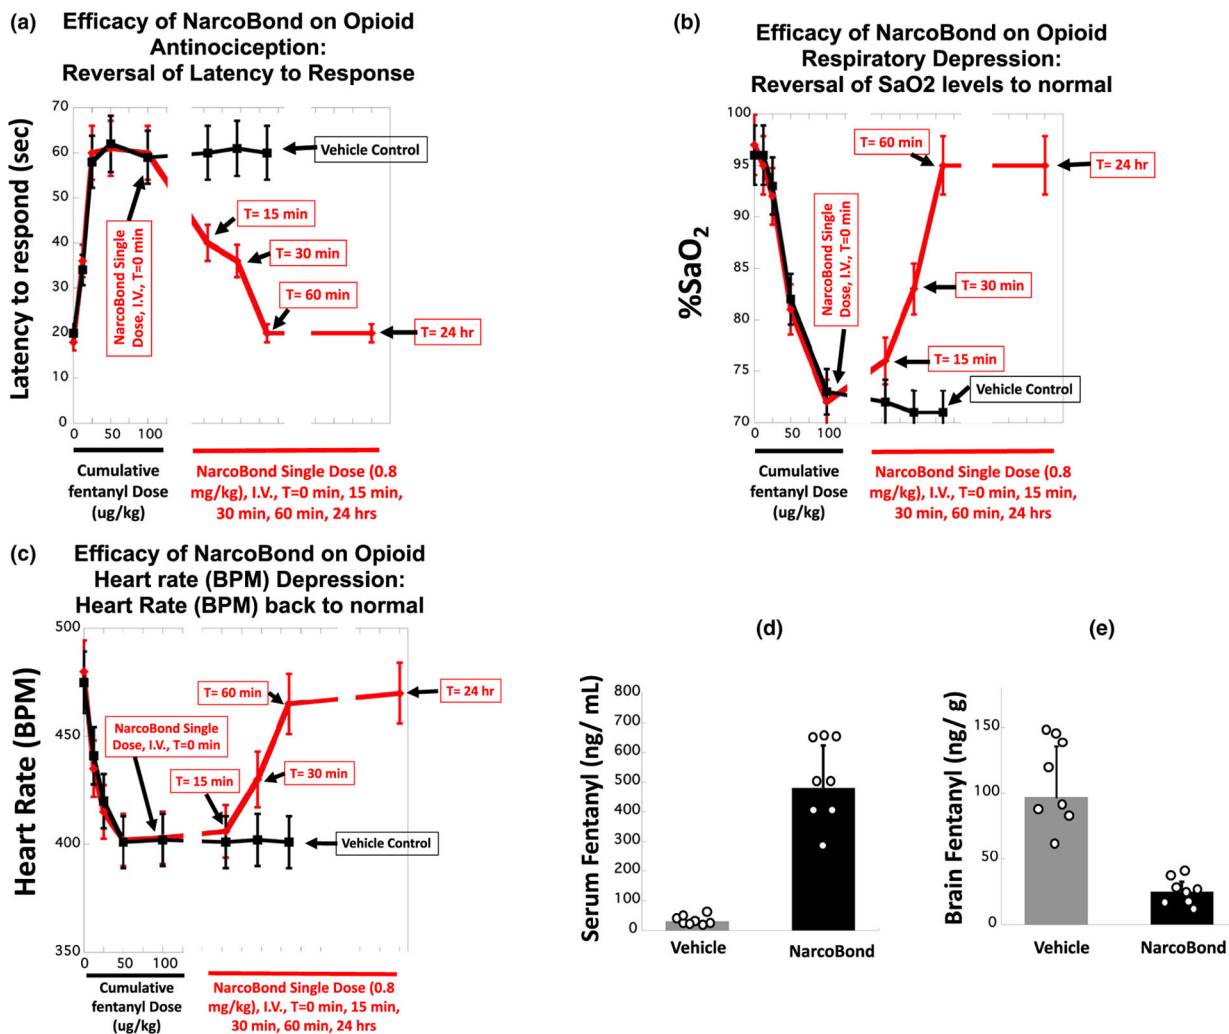 (a)
Efficacy of NarcoBond on Opioid
Antinociception:
Reversal of Latency to Response
Latency to respond (sec)
70
60
50
40
30
20
10
0
0
50
100
Vehicle Control
NarcoBond Single
Dose, I.V., T=0 min
T= 15 min
T= 30 min
T= 60 min
T= 24 hr
Cumulative
fentanyl Dose
(ug/kg)
NarcoBond Single Dose (0.8
mg/kg), I.V., T=0 min, 15 min,
30 min, 60 min, 24 hrs
(b)
Efficacy of NarcoBond on Opioid
Respiratory Depression:
Reversal of SaO2 levels to normal
%SaO2
100
95
90
85
80
75
70
0
50
100
T= 60 min
T= 24 hr
NarcoBond Single
Dose, I.V., T=0 min
T= 30 min
T= 15 min
Vehicle Control
Cumulative
fentanyl Dose
(ug/kg)
NarcoBond Single Dose (0.8
mg/kg), I.V., T=0 min, 15 min,
30 min, 60 min, 24 hrs
(c)
Efficacy of NarcoBond on Opioid
Heart rate (BPM) Depression:
Heart Rate (BPM) back to normal
Heart Rate (BPM)
500
450
400
350
0
50
100
T= 60 min
T= 24 hr
NarcoBond Single
Dose, I.V., T=0 min
T= 15 min
T= 30 min
Vehicle Control
Cumulative
fentanyl Dose
(ug/kg)
NarcoBond Single Dose (0.8
mg/kg), I.V., T=0 min, 15 min,
30 min, 60 min, 24 hrs
(d)
Serum Fentanyl (ng/ mL)
800
700
600
500
400
300
200
100
0
Vehicle
NarcoBond
(e)
Brain Fentanyl (ng/ g)
150
100
50
0
Vehicle
NarcoBond